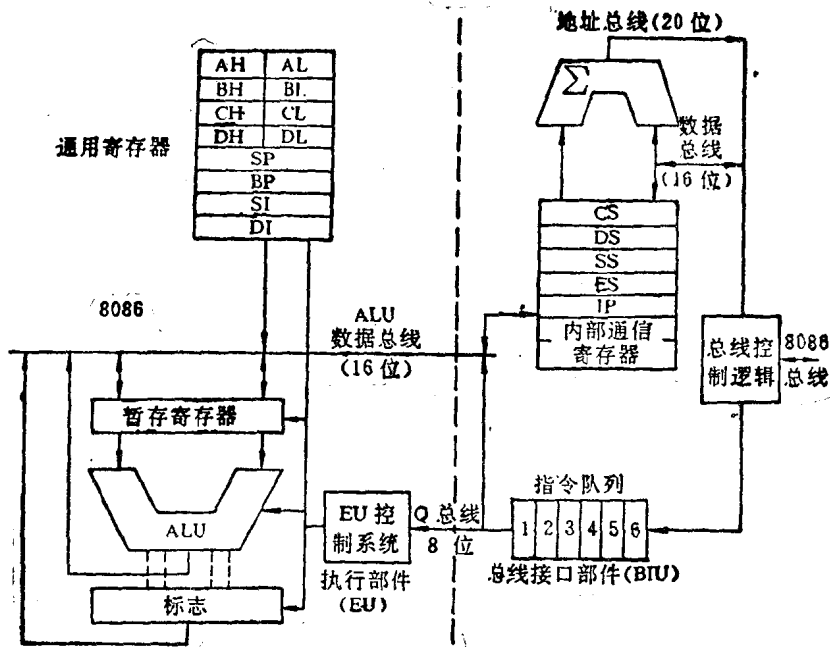 地址总线(20位)
AH AL
BH BL
CH CL
DH DL
SP
BP
SI
DI
通用寄存器
Σ
数据
总线
(16位)
CS
DS
SS
ES
IP
内部通信
寄存器
8086
ALU
数据总线
(16位)
总线控
制逻辑
8086
总线
暂存寄存器
ALU
标志
EU控
制系统
执行部件
(EU)
Q总线
8位
指令队列
1 2 3 4 5 6
总线接口部件(BIU)